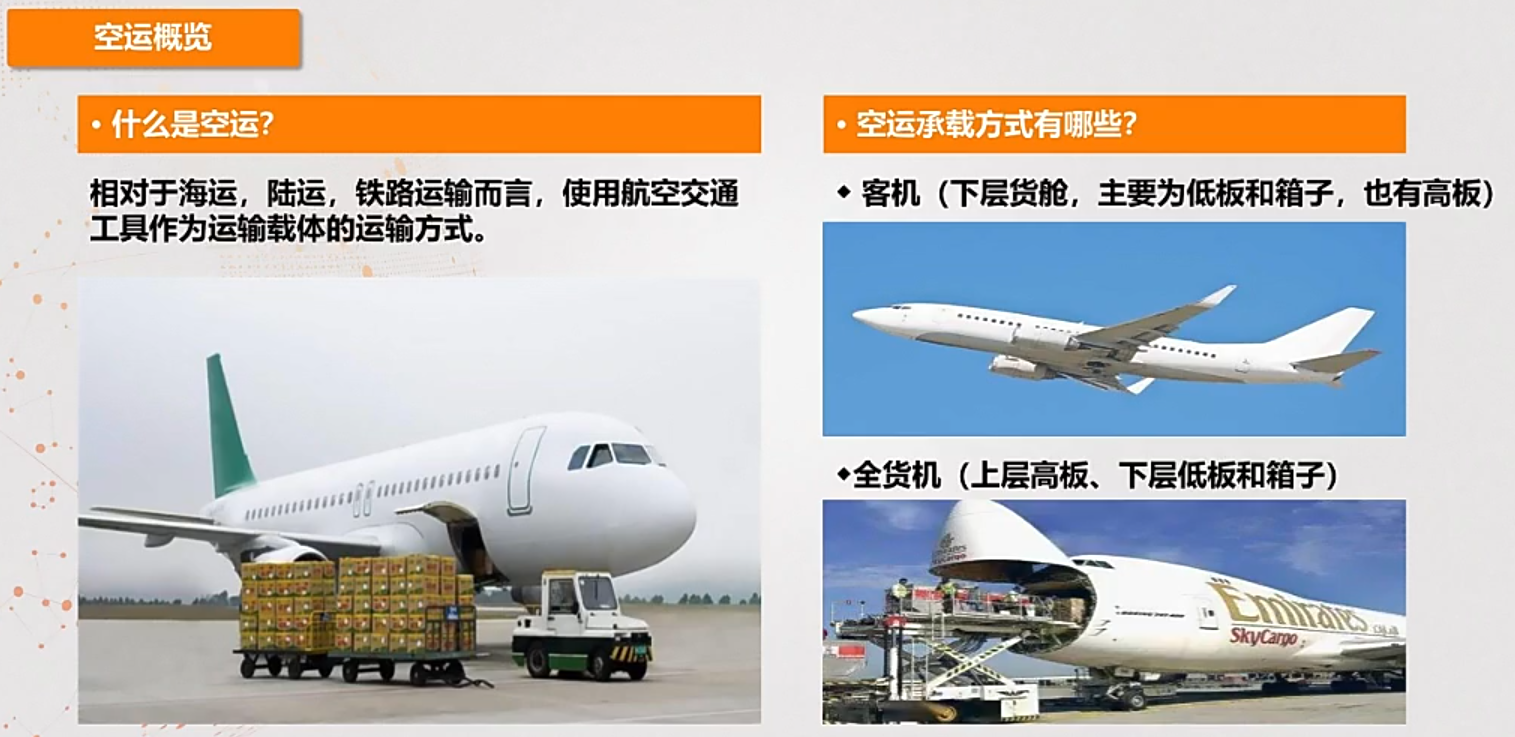 空运概览
• 什么是空运?
相对于海运，陆运，铁路运输而言，使用航空交通
工具作为运输载体的运输方式。
• 空运承载方式有哪些?
◆ 客机（下层货舱，主要为低板和箱子，也有高板）
◆全货机（上层高板、下层低板和箱子）
Emirates
SkyCargo